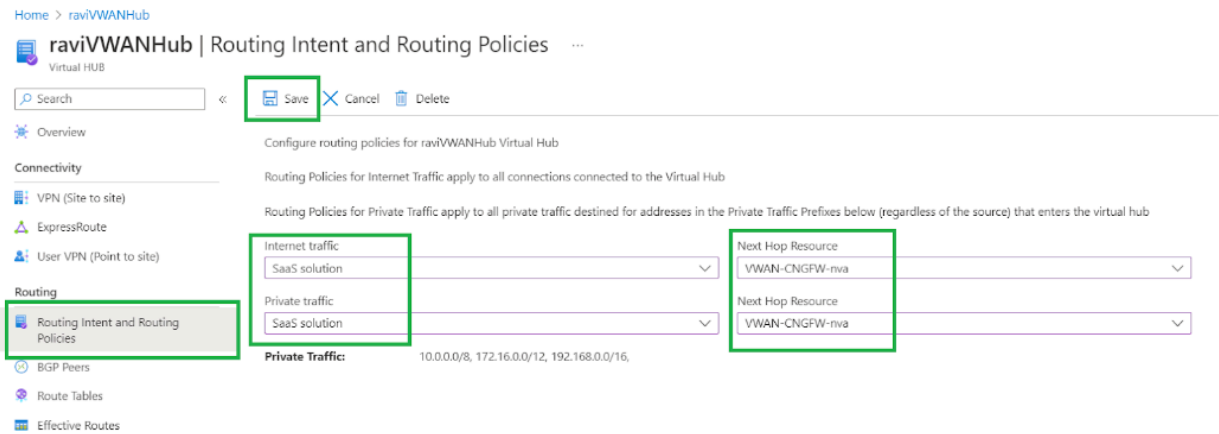 Home > raviVWANHub
raviVWANHub | Routing Intent and Routing Policies ...
Virtual HUB
Search
«
Save
Cancel
Delete
Overview
Connectivity
VPN (Site to site)
ExpressRoute
User VPN (Point to site)
Routing
Routing Intent and Routing
Policies
BGP Peers
Route Tables
Effective Routes
Configure routing policies for raviVWANHub Virtual Hub
Routing Policies for Internet Traffic apply to all connections connected to the Virtual Hub
Routing Policies for Private Traffic apply to all private traffic destined for addresses in the Private Traffic Prefixes below (regardless of the source) that enters the virtual hub
Internet traffic
SaaS solution
Next Hop Resource
VWAN-CNGFW-nva
Private traffic
SaaS solution
Next Hop Resource
VWAN-CNGFW-nva
Private Traffic: 10.0.0.0/8, 172.16.0.0/12, 192.168.0.0/16,